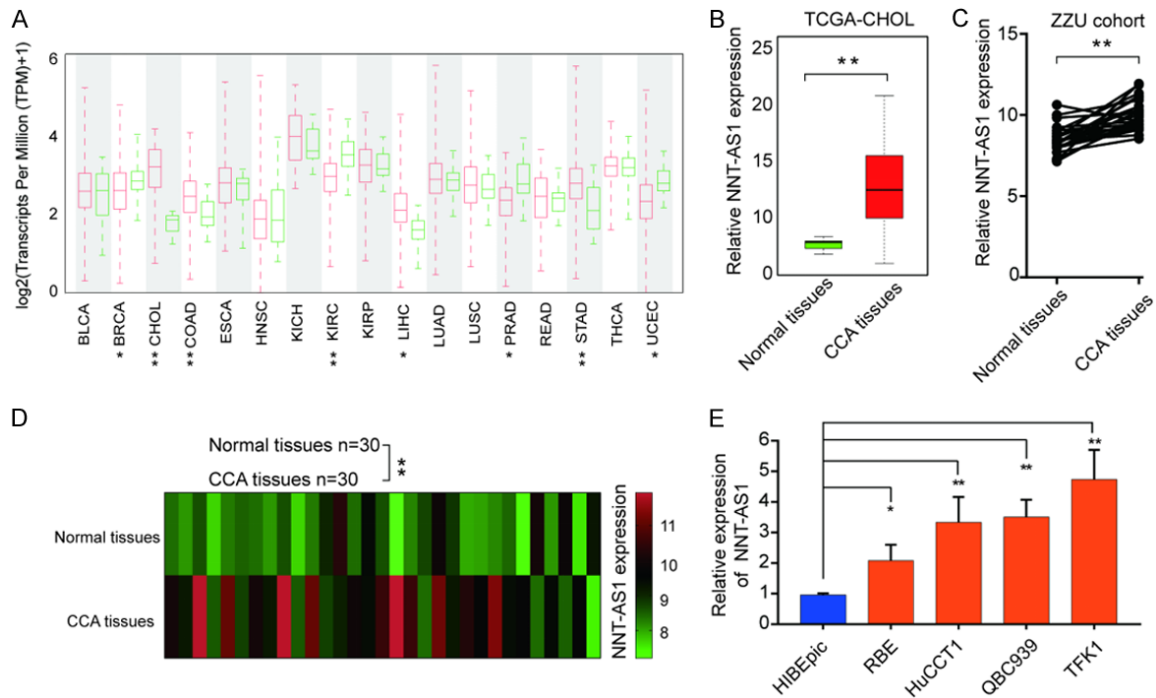 A
log2(Transcripts Per Million (TPM)+1)
6
4
2
0
BLCA
* BRCA
** CHOL
** COAD
ESCA
HNSC
KICH
** KIRC
KIRP
* LIHC
LUAD
LUSC
* PRAD
READ
** STAD
THCA
* UCEC
B
TCGA-CHOL
Relative NNT-AS1 expression
25
20
15
10
5
0
**
Normal tissues
CCA tissues
C
ZZU cohort
Relative NNT-AS1 expression
15
10
5
0
**
Normal tissues
CCA tissues
D
Normal tissues n=30
CCA tissues n=30
**
Normal tissues
CCA tissues
NNT-AS1 expression
11
10
9
8
E
Relative expression
of NNT-AS1
6
5
4
3
2
1
0
*
**
**
**
HIBEpic
RBE
HuCCT1
QBC939
TFK1